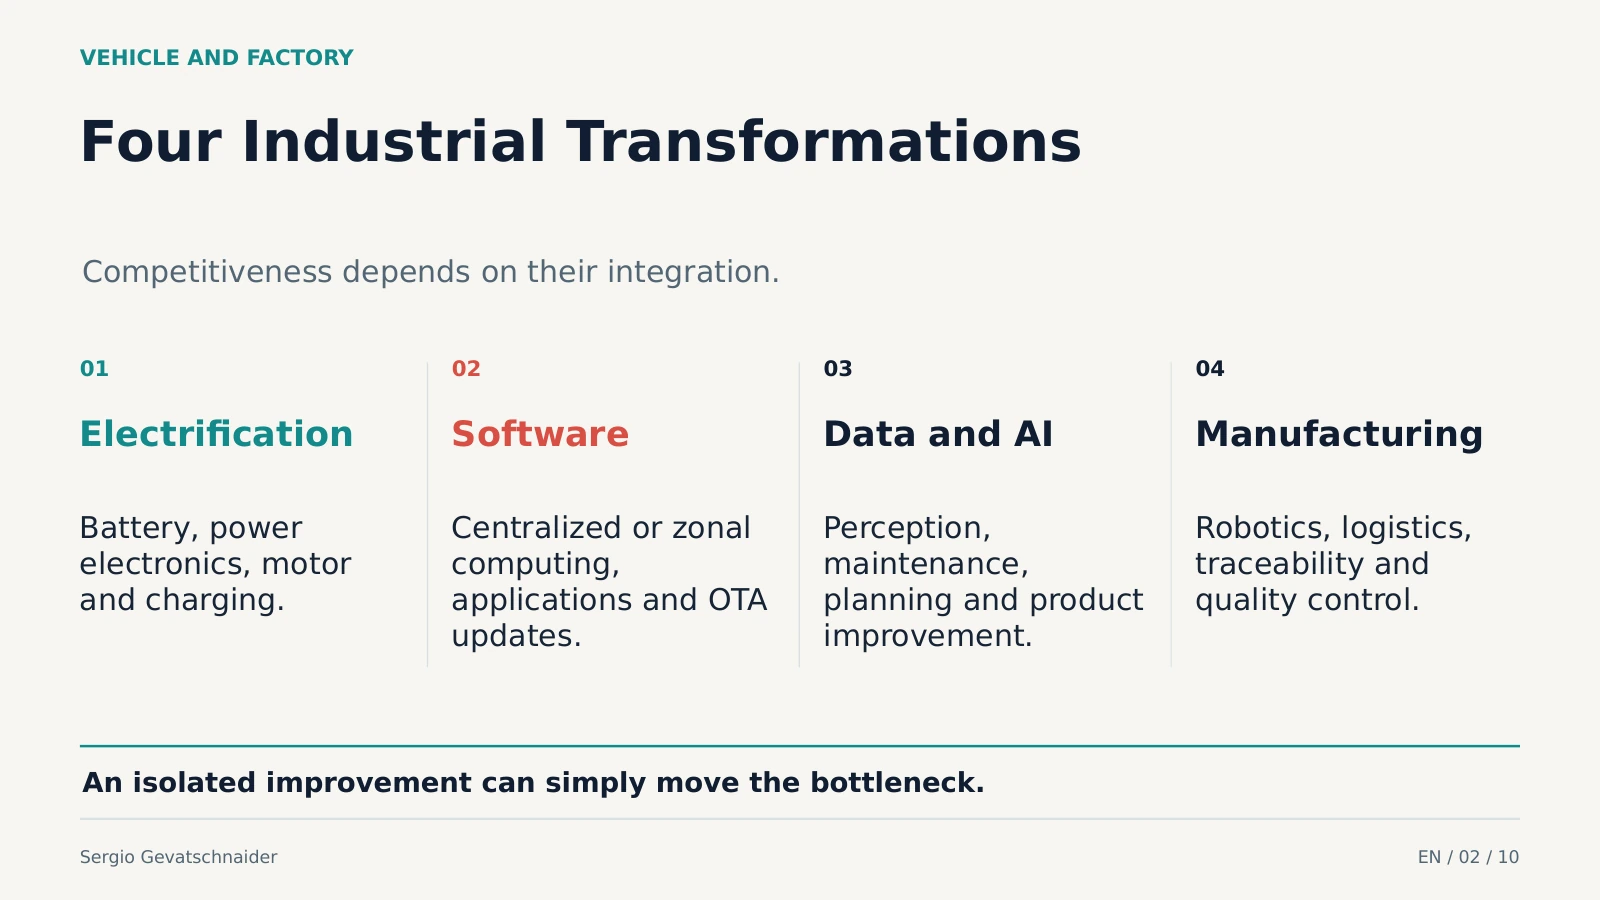 VEHICLE AND FACTORY
Four Industrial Transformations
Competitiveness depends on their integration.
01
Electrification
Battery, power
electronics, motor
and charging.
02
Software
Centralized or zonal
computing,
applications and OTA
updates.
03
Data and AI
Perception,
maintenance,
planning and product
improvement.
04
Manufacturing
Robotics, logistics,
traceability and
quality control.
An isolated improvement can simply move the bottleneck.
Sergio Gevatschnaider
EN / 02 / 10